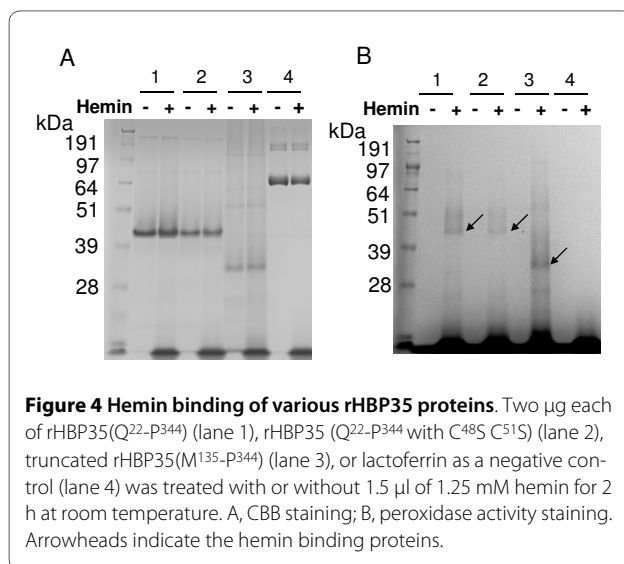 A
1 2 3 4
Hemin - + - + - + - +
kDa
191
97
64
51
39
28
B
1 2 3 4
Hemin - + - + - + - +
kDa
191
97
64
51
39
28
Figure 4 Hemin binding of various rHBP35 proteins. Two μg each
of rHBP35(Q22-P344) (lane 1), rHBP35 (Q22-P344 with C48S C51S) (lane 2),
truncated rHBP35(M135-P344) (lane 3), or lactoferrin as a negative con-
trol (lane 4) was treated with or without 1.5 μl of 1.25 mM hemin for 2
h at room temperature. A, CBB staining; B, peroxidase activity staining.
Arrowheads indicate the hemin binding proteins.